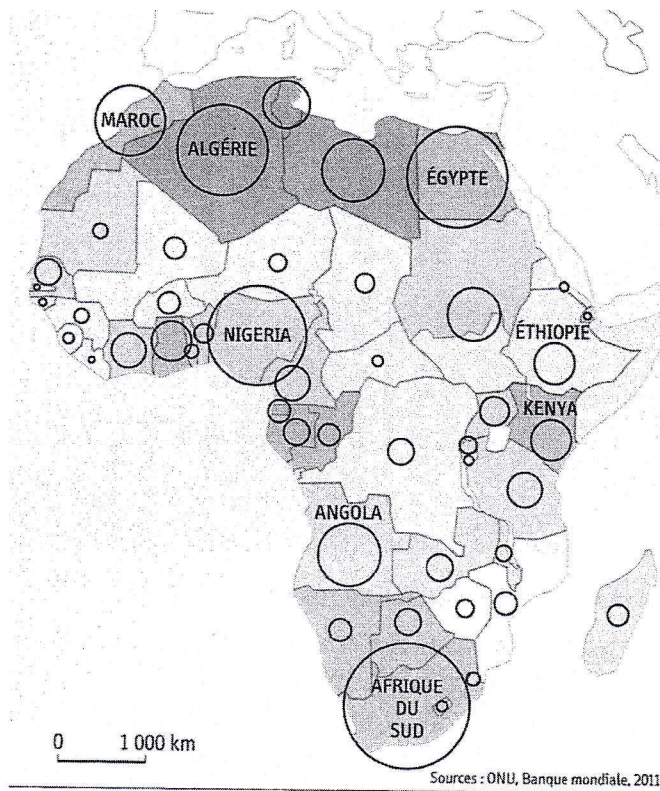 MAROC
ALGÉRIE
ÉGYPTE
NIGERIA
ÉTHIOPIE
KENYA
ANGOLA
AFRIQUE
DU
SUD
0 1 000 km
Sources : ONU, Banque mondiale, 2011